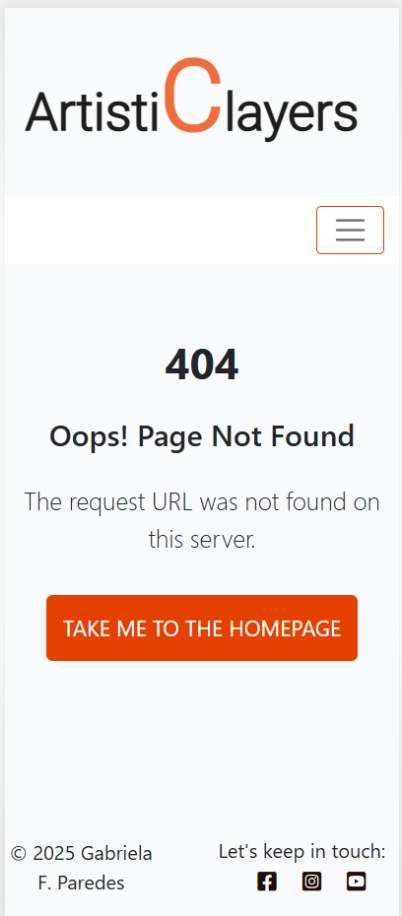 ArtistiClayers
404
Oops! Page Not Found
The request URL was not found on
this server.
TAKE ME TO THE HOMEPAGE
© 2025 Gabriela
F. Paredes
Let's keep in touch: